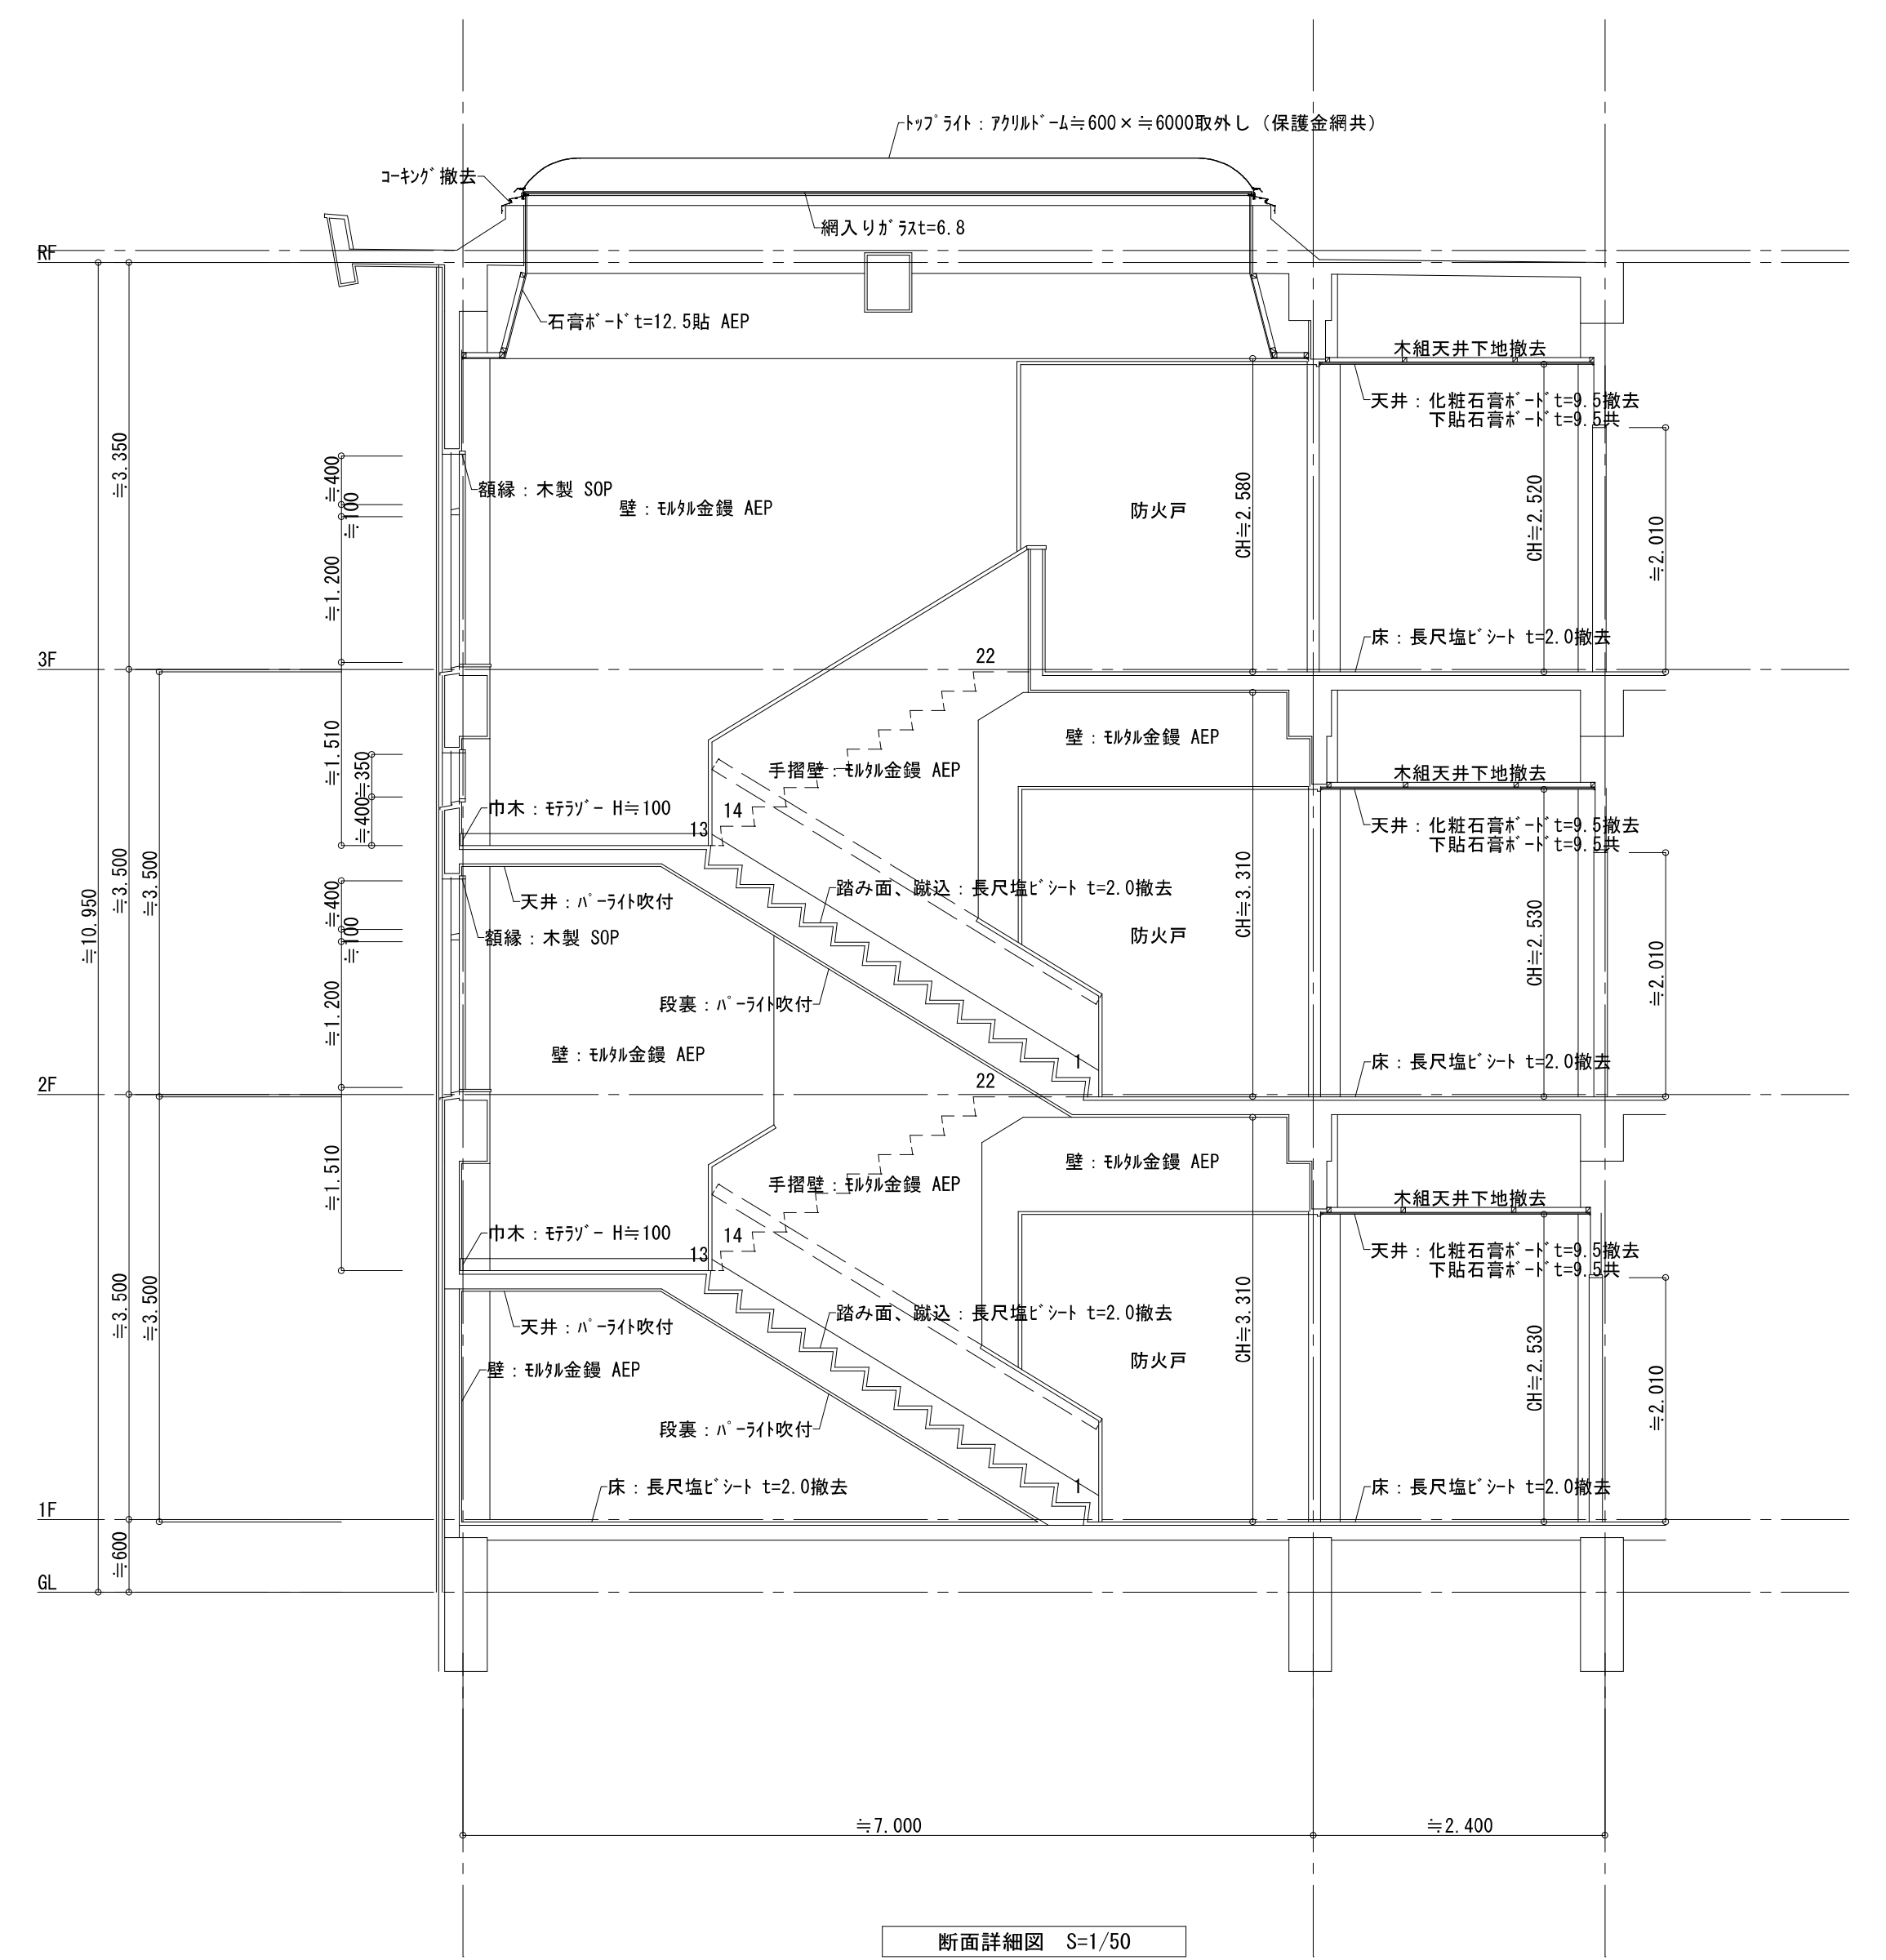 トップライト：アクリルドーム≒600×≒6000取外し（保護金網共）
コーキング撤去
網入りガラスt=6.8
RF
石膏ボードt=12.5貼 AEP
木組天井下地撤去
天井：化粧石膏ボードt=9.5撤去
下貼石膏ボードt=9.5共
≒3.350
≒400
≒100
≒1.200
額縁：木製 SOP
壁：モルタル金鏝 AEP
防火戸
CH≒2.580
CH≒2.520
≒2.010
床：長尺塩ビシート t=2.0撤去
3F
22
≒1.510
≒350
≒400
壁：モルタル金鏝 AEP
手摺壁：モルタル金鏝 AEP
木組天井下地撤去
巾木：モテラゾー H≒100
14
13
天井：化粧石膏ボードt=9.5撤去
下貼石膏ボードt=9.5共
≒10.950
≒3.500
≒3.500
≒400
≒100
≒1.200
天井：パーライト吹付
踏み面、蹴込：長尺塩ビシート t=2.0撤去
額縁：木製 SOP
防火戸
CH≒3.310
CH≒2.530
≒2.010
段裏：パーライト吹付
壁：モルタル金鏝 AEP
1
床：長尺塩ビシート t=2.0撤去
2F
22
≒1.510
壁：モルタル金鏝 AEP
手摺壁：モルタル金鏝 AEP
木組天井下地撤去
巾木：モテラゾー H≒100
14
13
天井：化粧石膏ボードt=9.5撤去
下貼石膏ボードt=9.5共
≒3.500
≒3.500
天井：パーライト吹付
踏み面、蹴込：長尺塩ビシート t=2.0撤去
壁：モルタル金鏝 AEP
防火戸
CH≒3.310
CH≒2.530
≒2.010
段裏：パーライト吹付
床：長尺塩ビシート t=2.0撤去
1
床：長尺塩ビシート t=2.0撤去
1F
≒600
GL
≒7.000
≒2.400
断面詳細図　S=1/50